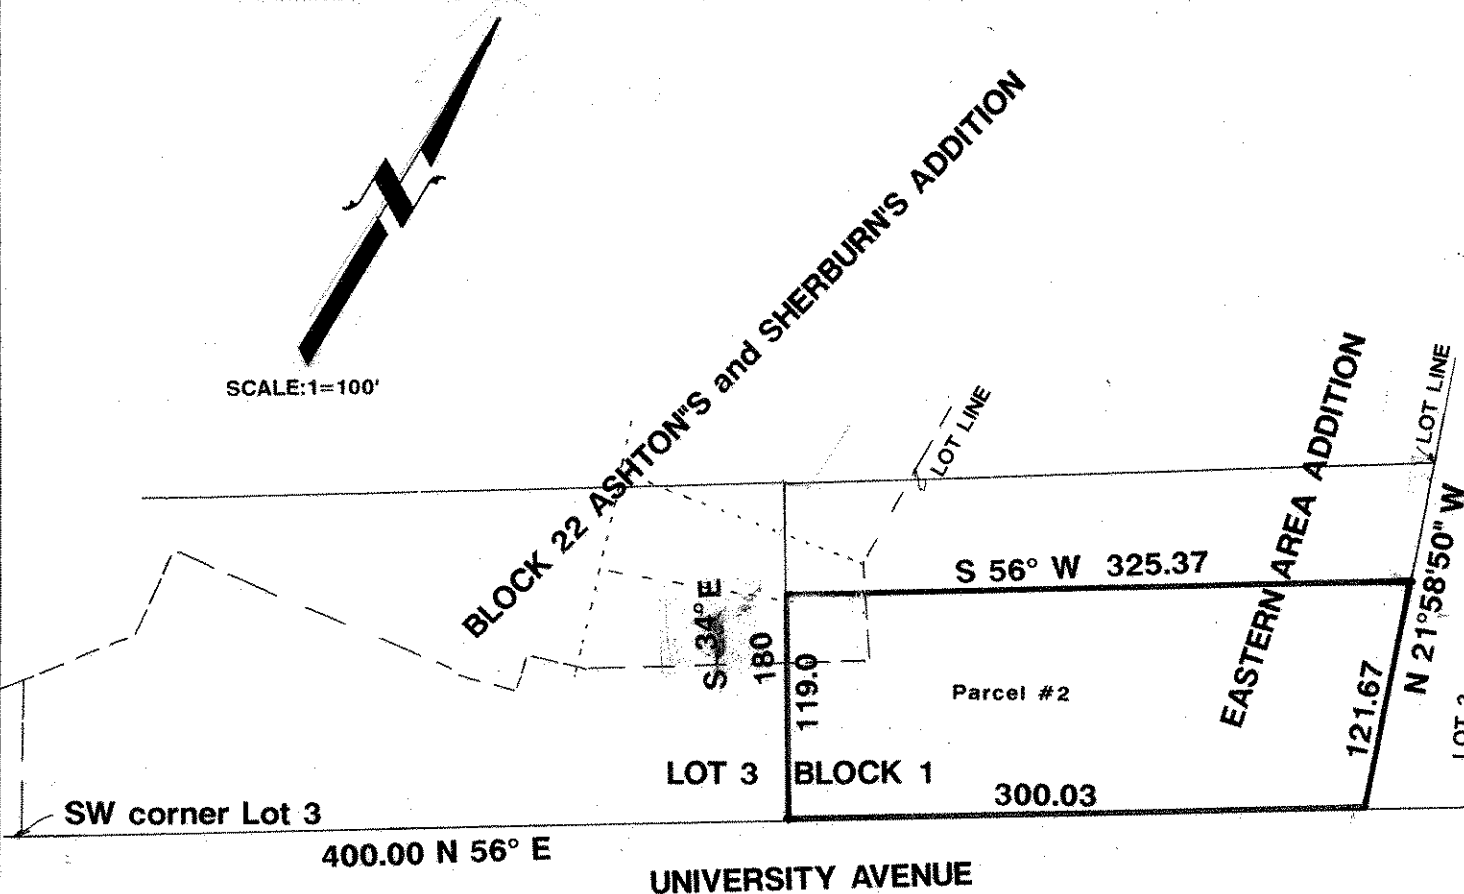 N
SCALE:1=100'
BLOCK 22 ASHTON"S and SHERBURN'S ADDITION
LOT LINE
EASTERN AREA ADDITION
LOT LINE
S 56° W 325.37
N 21°58'50" W
S 34° E
180
119.0
Parcel #2
121.67
LOT 3
BLOCK 1
300.03
SW corner Lot 3
400.00 N 56° E
UNIVERSITY AVENUE